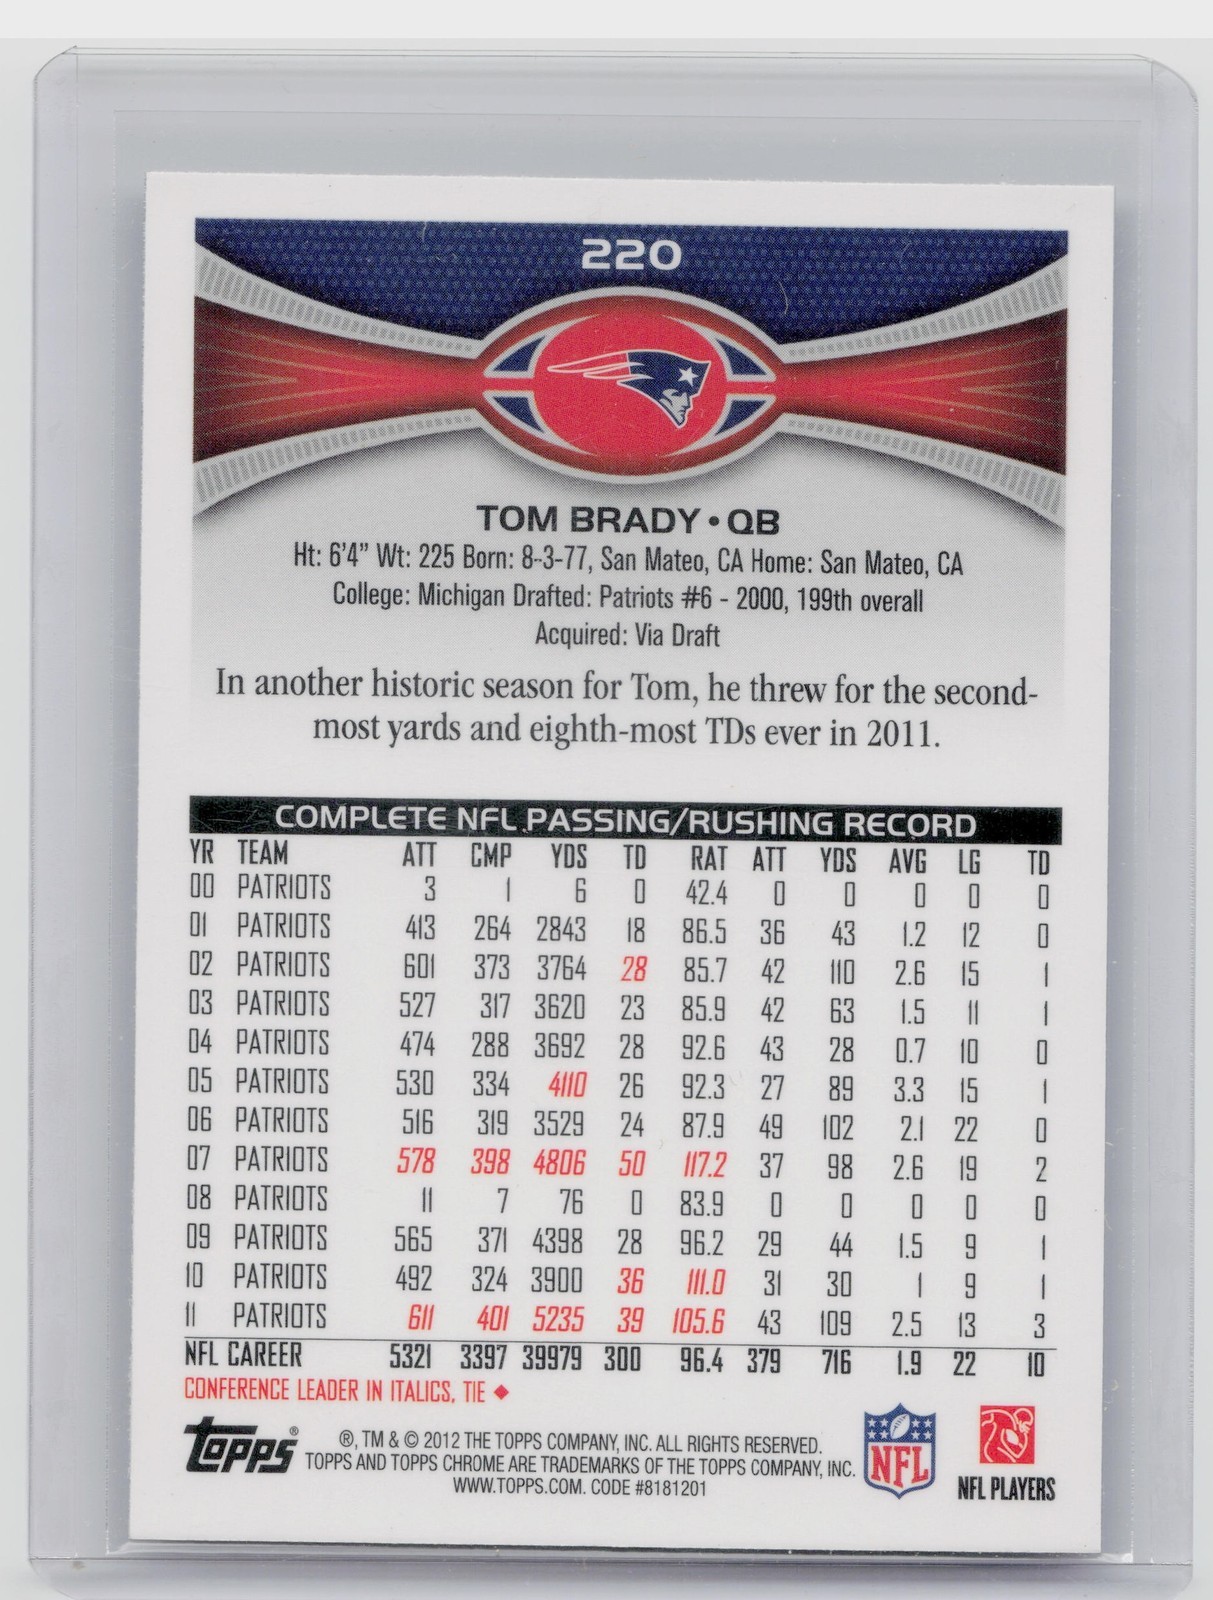 220
TOM BRADY • QB
Ht: 6'4" Wt: 225 Born: 8-3-77, San Mateo, CA Home: San Mateo, CA
College: Michigan Drafted: Patriots #6 - 2000, 199th overall
Acquired: Via Draft
In another historic season for Tom, he threw for the second-
most yards and eighth-most TDs ever in 2011.
COMPLETE NFL PASSING/RUSHING RECORD
YR TEAM ATT CMP YDS TD RAT ATT YDS AVG LG TD
00 PATRIOTS 3 1 6 0 42.4 0 0 0 0 0
01 PATRIOTS 413 264 2843 18 86.5 36 43 1.2 12 0
02 PATRIOTS 601 373 3764 28 85.7 42 110 2.6 15 1
03 PATRIOTS 527 317 3620 23 85.9 42 63 1.5 11 1
04 PATRIOTS 474 288 3692 28 92.6 43 28 0.7 10 0
05 PATRIOTS 530 334 4110 26 92.3 27 89 3.3 15 1
06 PATRIOTS 516 319 3529 24 87.9 49 102 2.1 22 0
07 PATRIOTS 578 398 4806 50 117.2 37 98 2.6 19 2
08 PATRIOTS 11 7 76 0 83.9 0 0 0 0 0
09 PATRIOTS 565 371 4398 28 96.2 29 44 1.5 9 1
10 PATRIOTS 492 324 3900 36 111.0 31 30 1 9 1
11 PATRIOTS 611 401 5235 39 105.6 43 109 2.5 13 3
NFL CAREER 5321 3397 39979 300 96.4 379 716 1.9 22 10
CONFERENCE LEADER IN ITALICS, TIE ◆
Topps®
®, TM & © 2012 THE TOPPS COMPANY, INC. ALL RIGHTS RESERVED.
TOPPS AND TOPPS CHROME ARE TRADEMARKS OF THE TOPPS COMPANY, INC.
WWW.TOPPS.COM. CODE #8181201
NFL
NFL PLAYERS